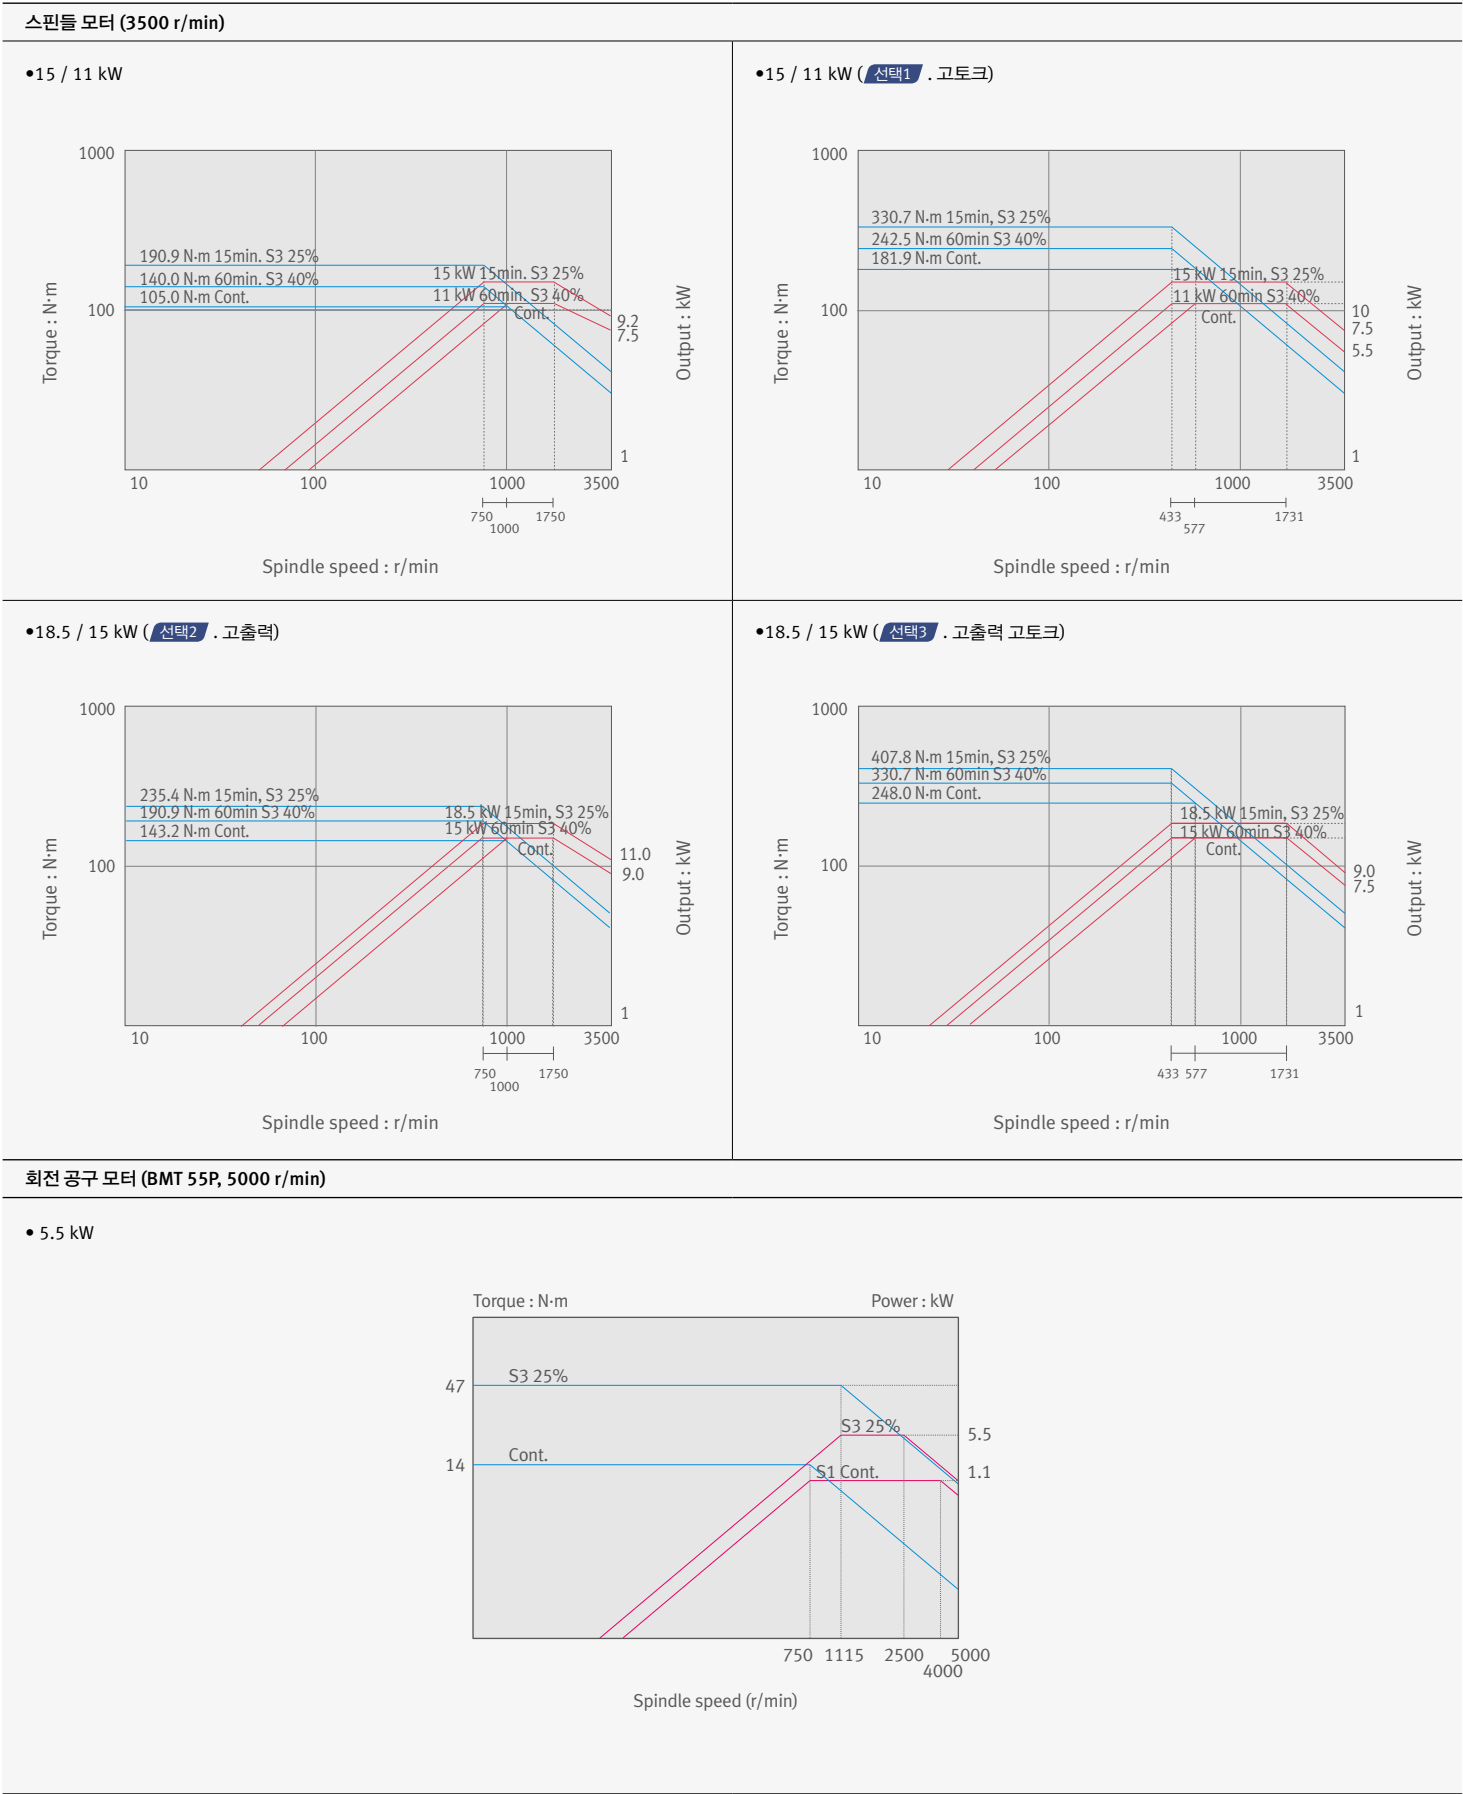 스핀들 모터 (3500 r/min)
•15 / 11 kW
1000
190.9 N·m 15min. S3 25%
140.0 N·m 60min. S3 40%
105.0 N·m Cont.
100
15 kW 15min. S3 25%
11 kW 60min. S3 40%
Cont.
9.2
7.5
1
Torque : N·m
Output : kW
10
100
1000
3500
750
1000
1750
Spindle speed : r/min
•15 / 11 kW (선택1 . 고토크)
1000
330.7 N·m 15min, S3 25%
242.5 N·m 60min S3 40%
181.9 N·m Cont.
100
15 kW 15min, S3 25%
11 kW 60min S3 40%
Cont.
10
7.5
5.5
1
Torque : N·m
Output : kW
10
100
1000
3500
433
577
1731
Spindle speed : r/min
•18.5 / 15 kW (선택2 . 고출력)
1000
235.4 N·m 15min, S3 25%
190.9 N·m 60min S3 40%
143.2 N·m Cont.
100
18.5 kW 15min, S3 25%
15 kW 60min S3 40%
Cont.
11.0
9.0
1
Torque : N·m
Output : kW
10
100
1000
3500
750
1000
1750
Spindle speed : r/min
•18.5 / 15 kW (선택3 . 고출력 고토크)
1000
407.8 N·m 15min, S3 25%
330.7 N·m 60min S3 40%
248.0 N·m Cont.
100
18.5 kW 15min, S3 25%
15 kW 60min S3 40%
Cont.
9.0
7.5
1
Torque : N·m
Output : kW
10
100
1000
3500
433 577
1731
Spindle speed : r/min
회전 공구 모터 (BMT 55P, 5000 r/min)
• 5.5 kW
Torque : N·m
Power : kW
47
S3 25%
S3 25%
5.5
14
Cont.
S1 Cont.
1.1
750 1115 2500 5000
4000
Spindle speed (r/min)